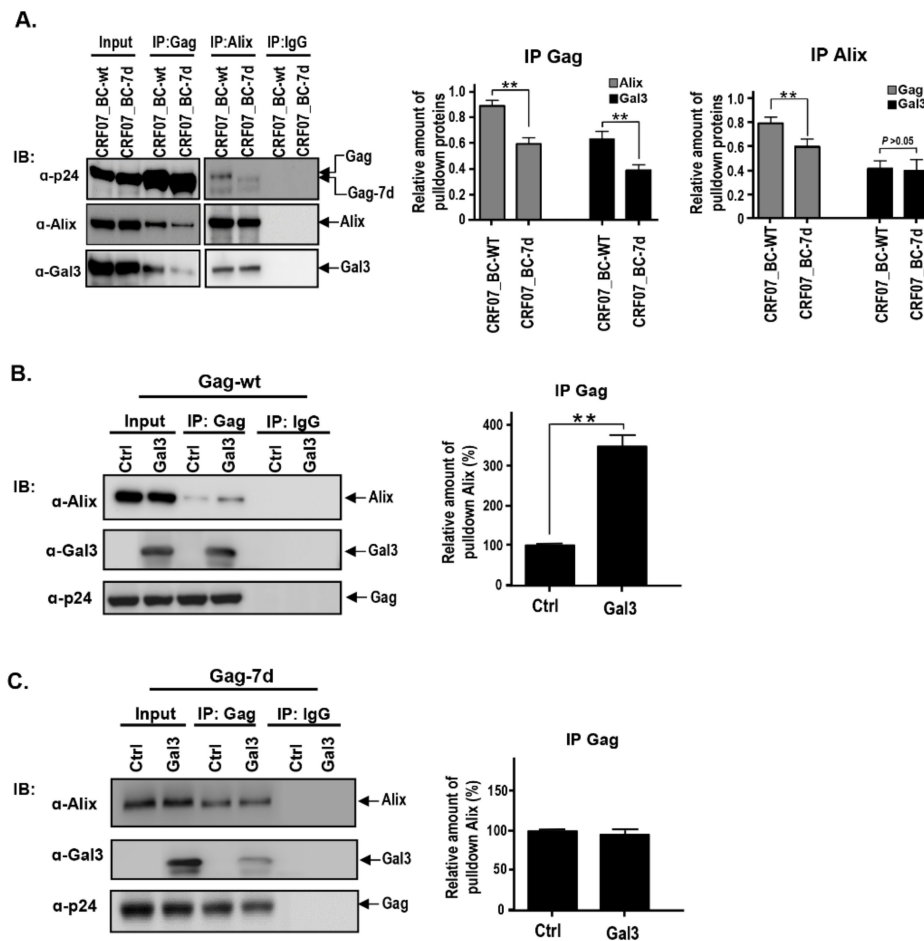 A.
Input IP:Gag IP:Alix IP:IgG
CRF07_BC-wt CRF07_BC-7d CRF07_BC-wt CRF07_BC-7d CRF07_BC-wt CRF07_BC-7d CRF07_BC-wt CRF07_BC-7d
IB:
α-p24
Gag
Gag-7d
α-Alix
Alix
α-Gal3
Gal3
IP Gag
Relative amount of
pulldown proteins
1.0
0.8
0.6
0.4
0.2
0
**
**
Alix
Gal3
CRF07_BC-WT CRF07_BC-7d CRF07_BC-WT CRF07_BC-7d
IP Alix
Relative amount of
pulldown proteins
1.0
0.8
0.6
0.4
0.2
0
**
P >0.05
Gag
Gal3
CRF07_BC-WT CRF07_BC-7d CRF07_BC-WT CRF07_BC-7d
B.
Gag-wt
Input IP: Gag IP: IgG
Ctrl Gal3 Ctrl Gal3 Ctrl Gal3
IB:
α-Alix
Alix
α-Gal3
Gal3
α-p24
Gag
IP Gag
Relative amount of
pulldown Alix (%)
400
300
200
100
0
**
Ctrl Gal3
C.
Gag-7d
Input IP: Gag IP: IgG
Ctrl Gal3 Ctrl Gal3 Ctrl Gal3
IB:
α-Alix
Alix
α-Gal3
Gal3
α-p24
Gag
IP Gag
Relative amount of
pulldown Alix (%)
150
100
50
0
Ctrl Gal3